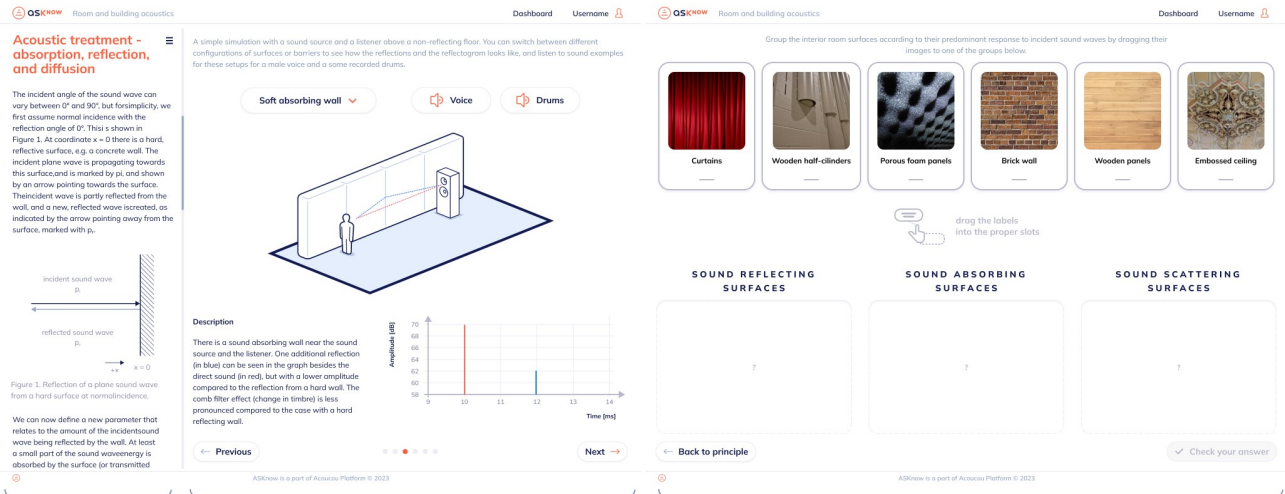 ASKNOW Room and building acoustics
Dashboard Username
Acoustic treatment -
absorption, reflection,
and diffusion
The incident angle of the sound wave can
vary between 0° and 90°, but forsimplicity, we
first assume normal incidence with the
reflection angle of 0°. Thisi s shown in
Figure 1. At coordinate x = 0 there is a hard,
reflective surface, e.g. a concrete wall. The
incident plane wave is propagating towards
this surface,and is marked by pi, and shown
by an arrow pointing towards the surface.
Theincident wave is partly reflected from the
wall, and a new, reflected wave iscreated, as
indicated by the arrow pointing away from the
surface, marked with pr.
incident sound wave
pi
reflected sound wave
pr
+x x = 0
Figure 1. Reflection of a plane sound wave
from a hard surface at normalincidence.
We can now define a new parameter that
relates to the amount of the incidentsound
wave being reflected by the wall. At least
a small part of the sound waveenergy is
absorbed by the surface (or transmitted
A simple simulation with a sound source and a listener above a non-reflecting floor. You can switch between different
configurations of surfaces or barriers to see how the reflections and the reflectogram looks like, and listen to sound examples
for these setups for a male voice and a some recorded drums.
Soft absorbing wall Voice Drums
Description
There is a sound absorbing wall near the sound
source and the listener. One additional reflection
(in blue) can be seen in the graph besides the
direct sound (in red), but with a lower amplitude
compared to the reflection from a hard wall. The
comb filter effect (change in timbre) is less
pronounced compared to the case with a hard
reflecting wall.
Amplitude [dB]
70
68
66
64
62
60
58
9 10 11 12 13 14
Time [ms]
Previous Next
ASKnow is a part of Acoucou Platform © 2023
ASKNOW Room and building acoustics
Dashboard Username
Group the interior room surfaces according to their predominant response to incident sound waves by dragging their
images to one of the groups below.
Curtains Wooden half-cilinders Porous foam panels Brick wall Wooden panels Embossed ceiling
drag the labels
into the proper slots
SOUND REFLECTING SURFACES
SOUND ABSORBING SURFACES
SOUND SCATTERING SURFACES
? ? ?
Back to principle Check your answer
ASKnow is a part of Acoucou Platform © 2023